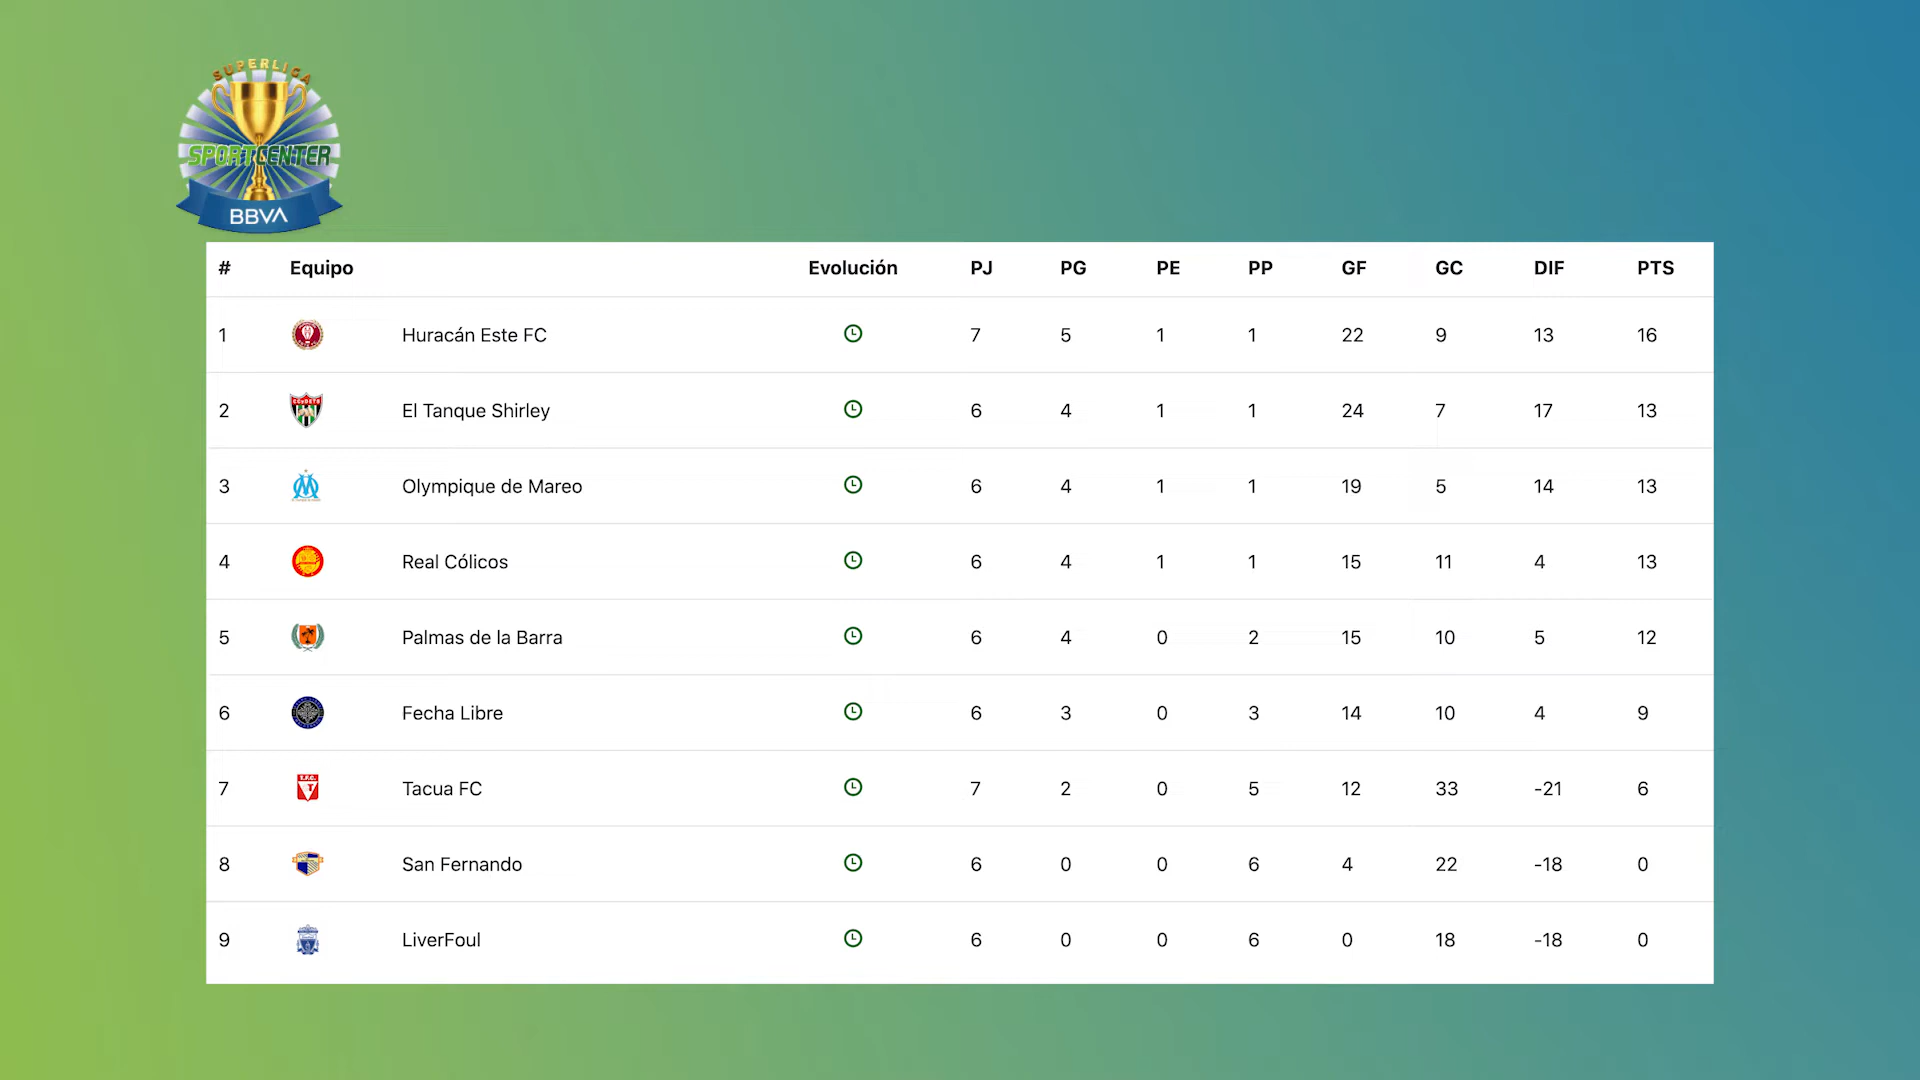 SUPERLIGA
SPORTCENTER
BBVA
# Equipo Evolución PJ PG PE PP GF GC DIF PTS
1 Huracán Este FC 7 5 1 1 22 9 13 16
2 El Tanque Shirley 6 4 1 1 24 7 17 13
3 Olympique de Mareo 6 4 1 1 19 5 14 13
4 Real Cólicos 6 4 1 1 15 11 4 13
5 Palmas de la Barra 6 4 0 2 15 10 5 12
6 Fecha Libre 6 3 0 3 14 10 4 9
7 Tacua FC 7 2 0 5 12 33 -21 6
8 San Fernando 6 0 0 6 4 22 -18 0
9 LiverFoul 6 0 0 6 0 18 -18 0